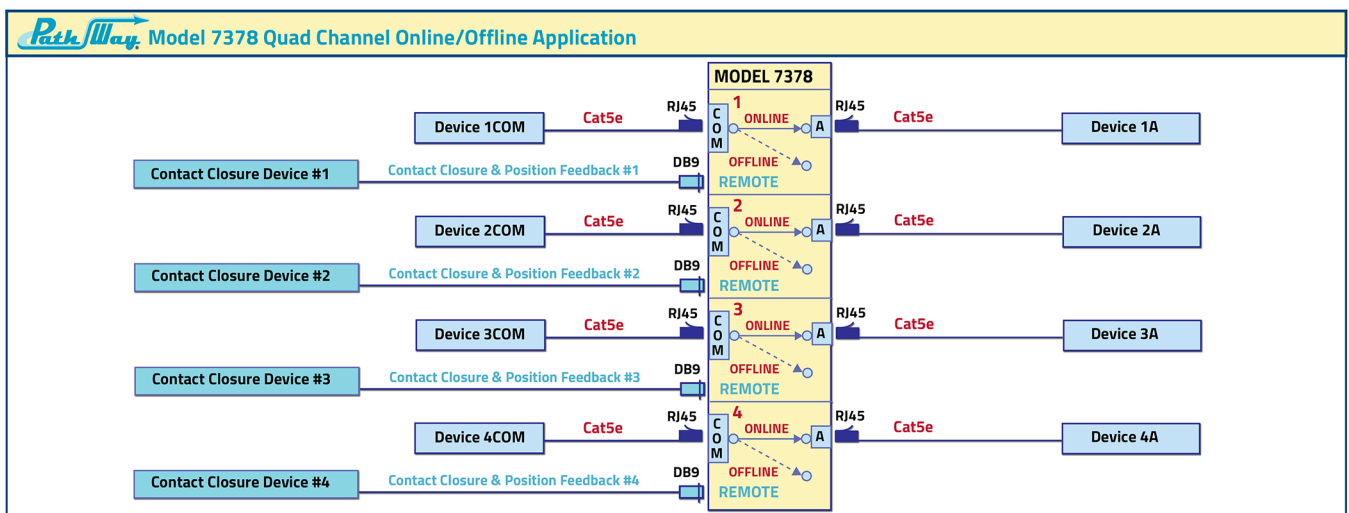 PathWay Model 7378 Quad Channel Online/Offline Application
MODEL 7378
1
RJ45
RJ45
Cat5e
Cat5e
Device 1COM
COM
ONLINE
A
Device 1A
DB9
OFFLINE
Contact Closure Device #1
Contact Closure & Position Feedback #1
REMOTE
2
RJ45
RJ45
Cat5e
Cat5e
Device 2COM
COM
ONLINE
A
Device 2A
DB9
OFFLINE
Contact Closure Device #2
Contact Closure & Position Feedback #2
REMOTE
3
RJ45
RJ45
Cat5e
Cat5e
Device 3COM
COM
ONLINE
A
Device 3A
DB9
OFFLINE
Contact Closure Device #3
Contact Closure & Position Feedback #3
REMOTE
4
RJ45
RJ45
Cat5e
Cat5e
Device 4COM
COM
ONLINE
A
Device 4A
DB9
OFFLINE
Contact Closure Device #4
Contact Closure & Position Feedback #4
REMOTE